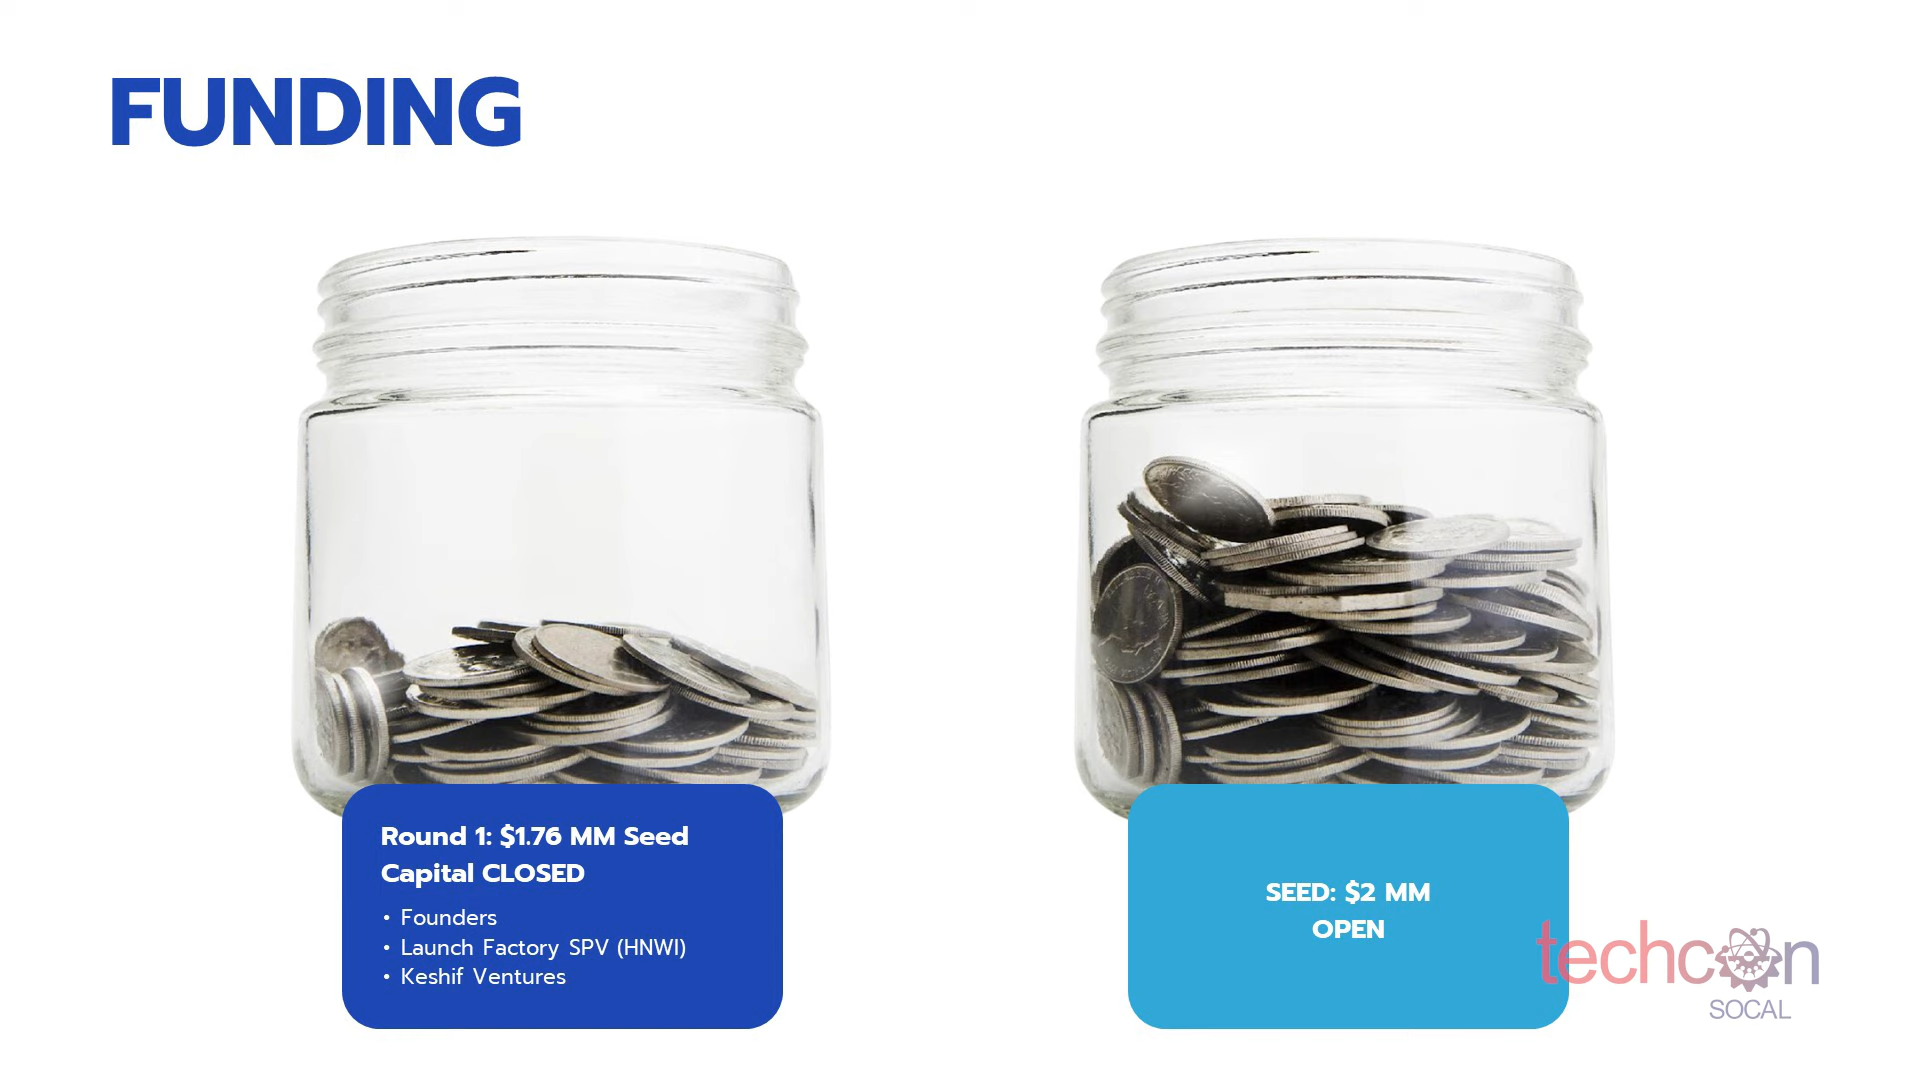 FUNDING
Round 1: $1.76 MM Seed
Capital CLOSED
• Founders
• Launch Factory SPV (HNWI)
• Keshif Ventures
SEED: $2 MM
OPEN
techcon
SOCAL